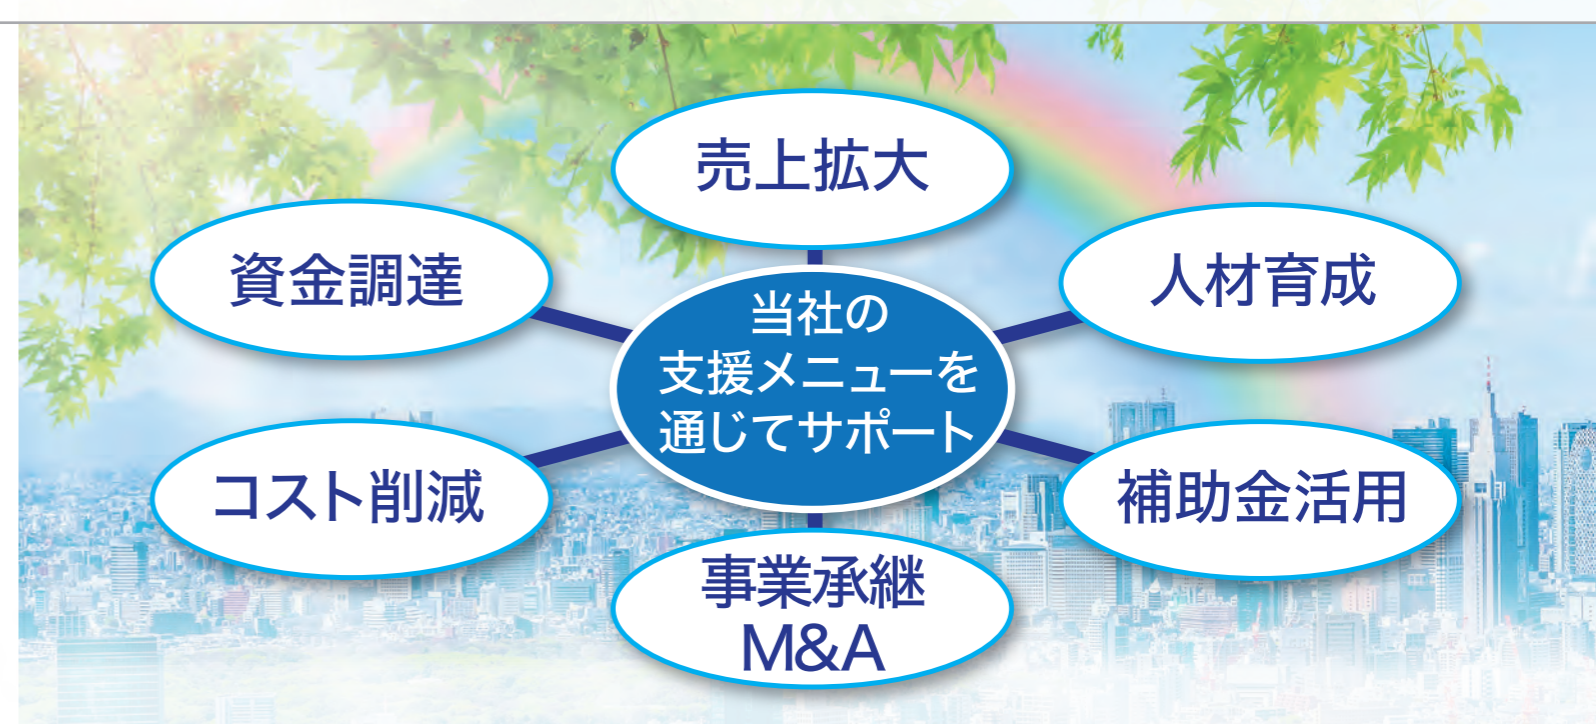 売上拡大
資金調達
人材育成
当社の
支援メニューを
通じてサポート
コスト削減
補助金活用
事業承継
M&A